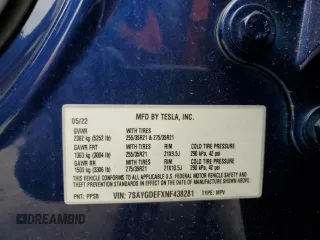 MFD BY TESLA, INC.
05/22
GVWR WITH TIRES
2382 kg (5252 lb) 255/35R21 & 275/35R21
GAWR FRT WITH TIRES RIM COLD TIRE PRESSURE
1363 kg (3004 lb) 255/35R21 21X9.5J 290 kPa, 42 psi
GAWR RR WITH TIRES RIM COLD TIRE PRESSURE
1500 kg (3306 lb) 275/35R21 21X10.5J 290 kPa, 42 psi
THIS VEHICLE CONFORMS TO ALL APPLICABLE FEDERAL MOTOR VEHICLE
SAFETY, BUMPER AND THEFT PREVENTION STANDARDS IN EFFECT ON THE
DATE OF MANUFACTURE SHOWN ABOVE.
PNT: PPSB VIN: 7SAYGDEFXNF438281 TYPE: MPV